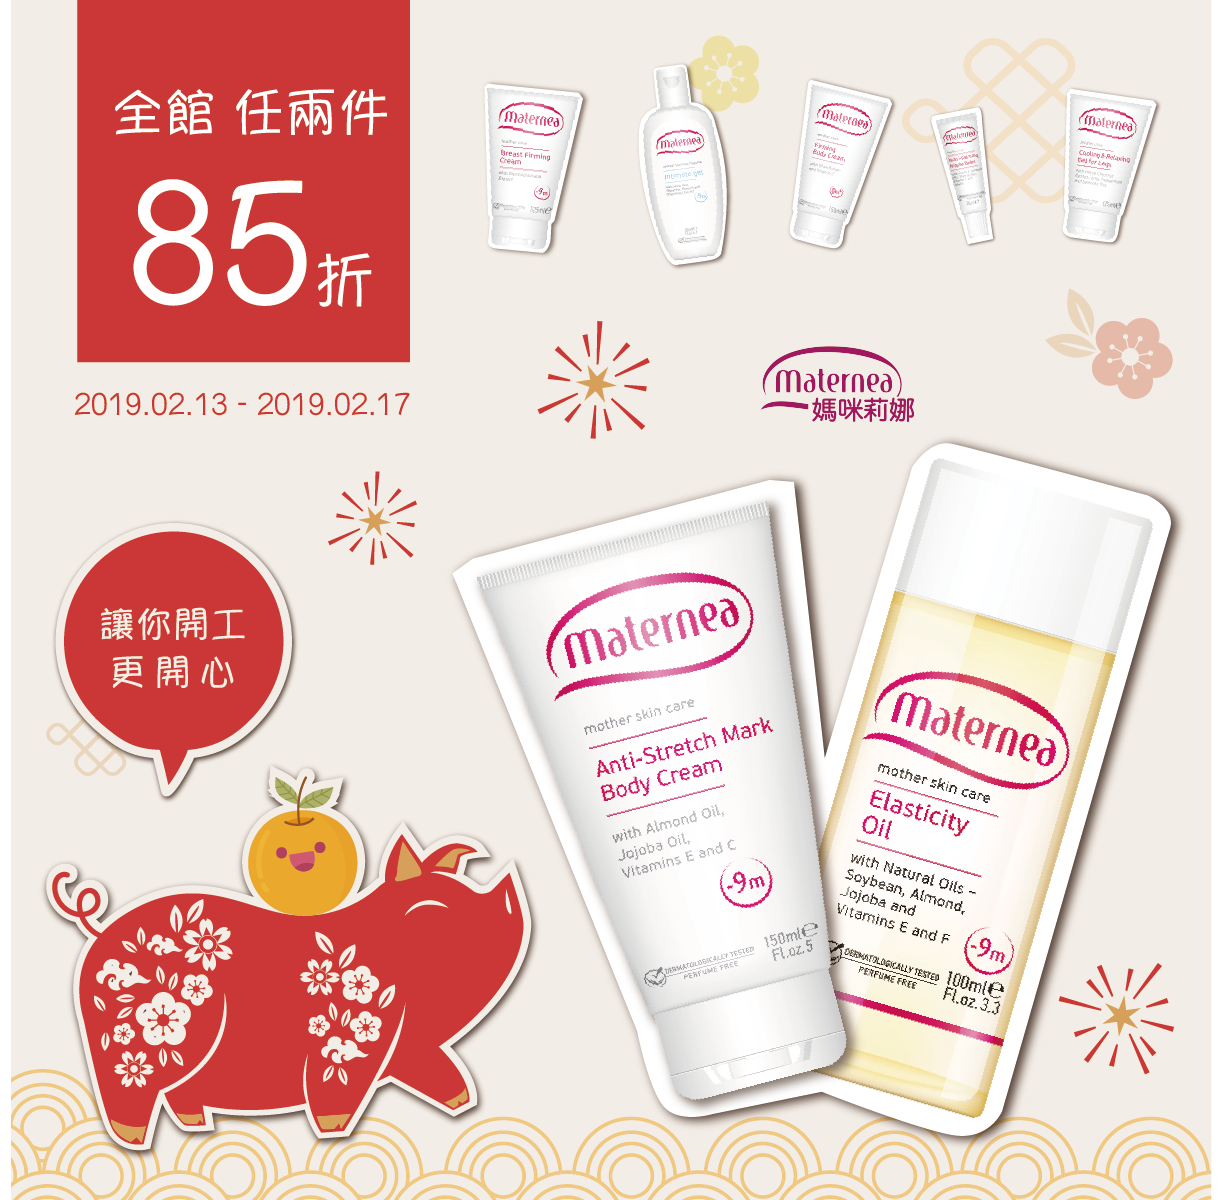 全館 任兩件
85折
2019.02.13 - 2019.02.17
maternea
Breast Firming
Cream
maternea
intimate gel
maternea
Firming
Body Cream
maternea
maternea
Cooling & Relaxing
Gel for Legs
maternea
媽咪莉娜
讓你開工
更開心
maternea
mother skin care
Anti-Stretch Mark
Body Cream
with Almond Oil,
Jojoba Oil,
Vitamins E and C
-9m
DERMATOLOGICALLY TESTED
PERFUME FREE
150ml℮
Fl.oz.5
maternea
mother skin care
Elasticity
Oil
with Natural Oils –
Soybean, Almond,
Jojoba and
Vitamins E and F
-9m
DERMATOLOGICALLY TESTED
PERFUME FREE
100ml℮
Fl.oz.3.3